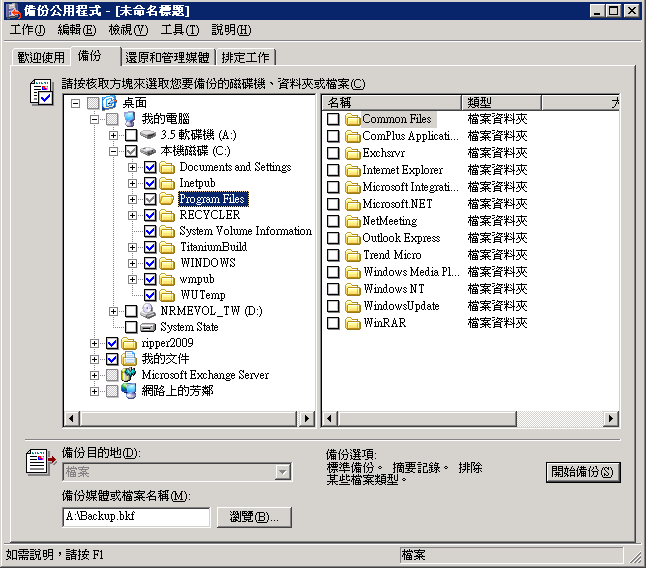 備份公用程式 - [未命名標題]
工作(J) 編輯(E) 檢視(V) 工具(T) 說明(H)
歡迎使用 備份 還原和管理媒體 排定工作
請按核取方塊來選取您要備份的磁碟機、資料夾或檔案(C)
桌面
我的電腦
3.5 軟碟機 (A:)
本機磁碟 (C:)
Documents and Settings
Inetpub
Program Files
RECYCLER
System Volume Information
TitaniumBuild
WINDOWS
wmpub
WUTemp
NRMEVOL_TW (D:)
System State
ripper2009
我的文件
Microsoft Exchange Server
網路上的芳鄰
名稱 類型 大
Common Files 檔案資料夾
ComPlus Applicati... 檔案資料夾
Exchsrvr 檔案資料夾
Internet Explorer 檔案資料夾
Microsoft Integrati... 檔案資料夾
Microsoft.NET 檔案資料夾
NetMeeting 檔案資料夾
Outlook Express 檔案資料夾
Trend Micro 檔案資料夾
Windows Media Pl... 檔案資料夾
Windows NT 檔案資料夾
WindowsUpdate 檔案資料夾
WinRAR 檔案資料夾
備份目的地(D):
檔案
備份媒體或檔案名稱(M):
A:\Backup.bkf 瀏覽(B)...
備份選項:
標準備份。 摘要記錄。 排除
某些檔案類型。
開始備份(S)
如需說明，請按 F1 檔案